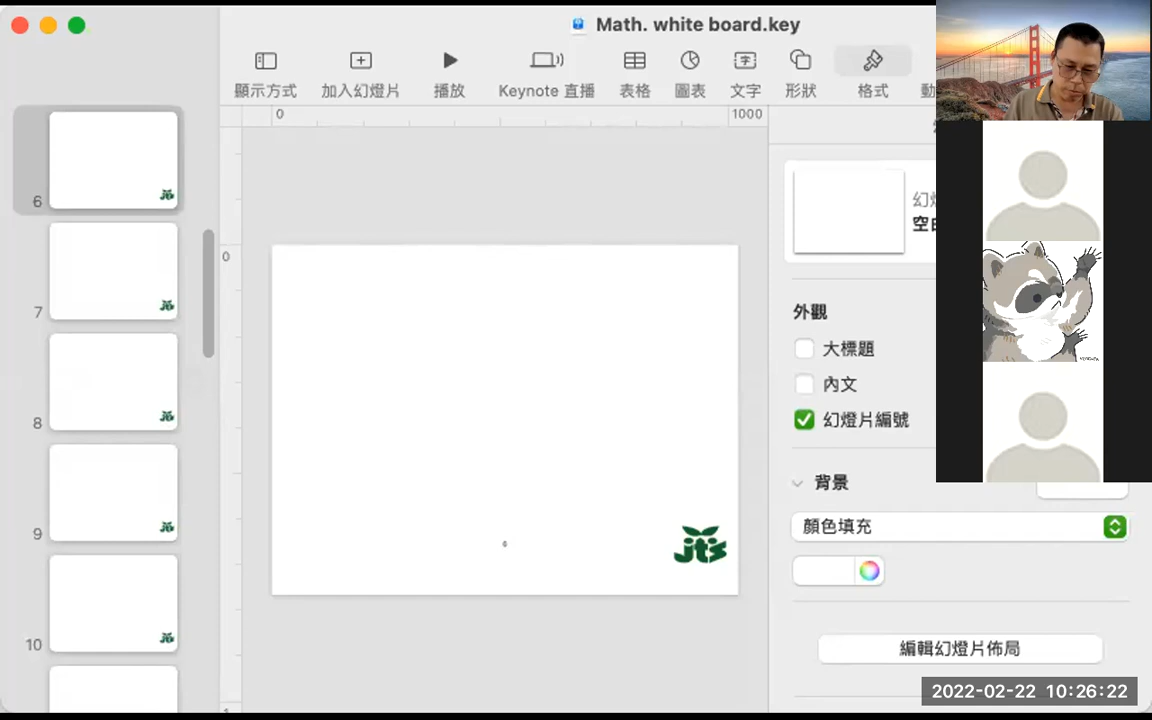 Math. white board.key
顯示方式
加入幻燈片
播放
Keynote 直播
表格
圖表
文字
形狀
格式
0
1000
0
6
7
8
9
10
外觀
大標題
內文
幻燈片編號
背景
顏色填充
編輯幻燈片佈局
6
jtis
2022-02-22 10:26:22